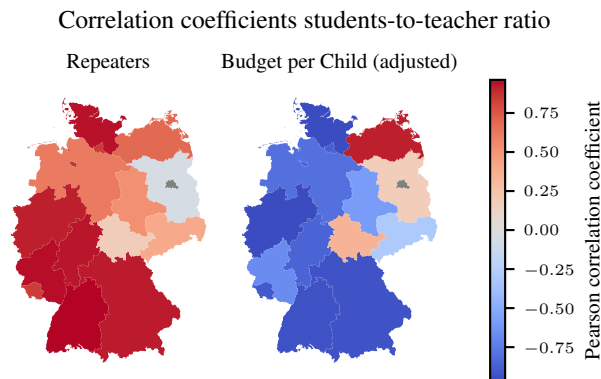 Correlation coefficients students-to-teacher ratio
Repeaters
Budget per Child (adjusted)
0.75
0.50
0.25
0.00
−0.25
−0.50
−0.75
Pearson correlation coefficient